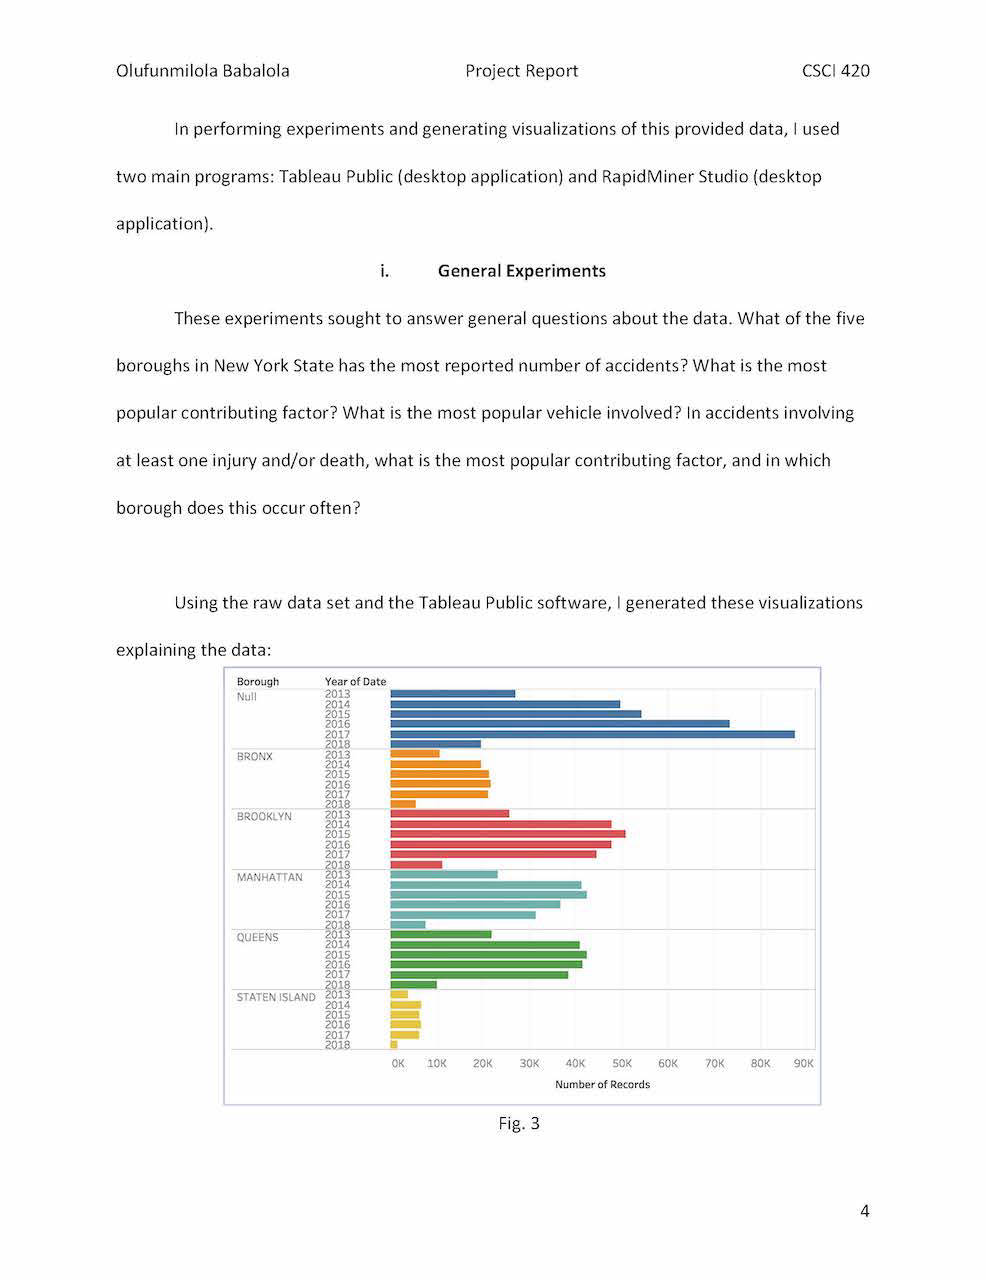 Olufunmilola Babalola Project Report CSCI 420
In performing experiments and generating visualizations of this provided data, I used
two main programs: Tableau Public (desktop application) and RapidMiner Studio (desktop
application).
i. General Experiments
These experiments sought to answer general questions about the data. What of the five
boroughs in New York State has the most reported number of accidents? What is the most
popular contributing factor? What is the most popular vehicle involved? In accidents involving
at least one injury and/or death, what is the most popular contributing factor, and in which
borough does this occur often?
Using the raw data set and the Tableau Public software, I generated these visualizations
explaining the data:
Borough Year of Date
Null 2013
2014
2015
2016
2017
2018
BRONX 2013
2014
2015
2016
2017
2018
BROOKLYN 2013
2014
2015
2016
2017
2018
MANHATTAN 2013
2014
2015
2016
2017
2018
QUEENS 2013
2014
2015
2016
2017
2018
STATEN ISLAND 2013
2014
2015
2016
2017
2018
0K 10K 20K 30K 40K 50K 60K 70K 80K 90K
Number of Records
Fig. 3
4